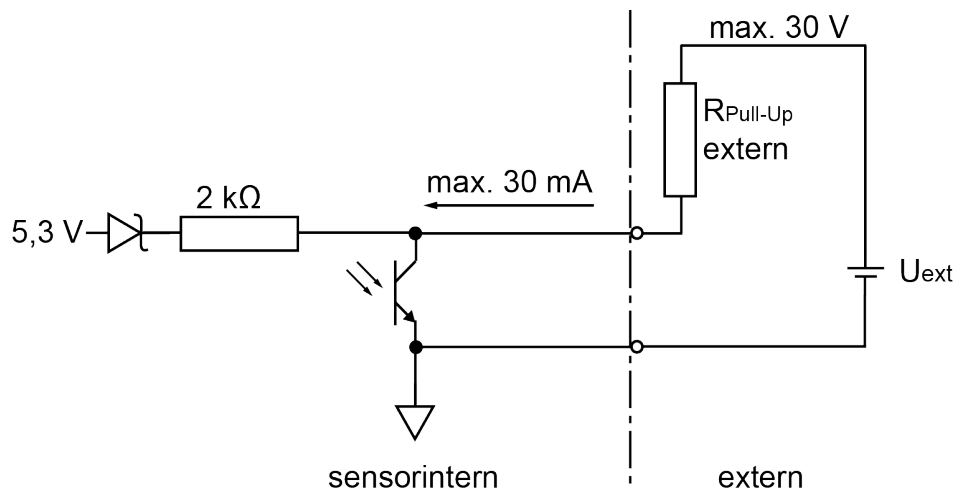 max. 30 V
RPull-Up
extern
max. 30 mA
2 kΩ
5,3 V
Uext
sensorintern
extern